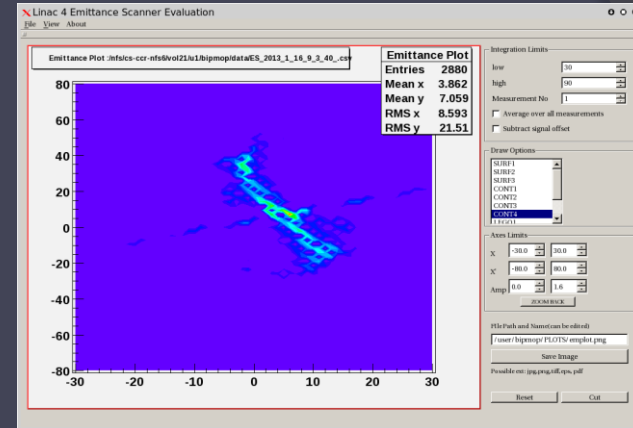 Linac 4 Emittance Scanner Evaluation
File View About
Emittance Plot :/nfs/cs-ccr-nfs6/vol21/u1/bipmop/data/ES_2013_1_16_9_3_40_.csv
Emittance Plot
Entries 2880
Mean x 3.862
Mean y 7.059
RMS x 8.593
RMS y 21.51
80
60
40
20
0
-20
-40
-60
-80
-30 -20 -10 0 10 20 30
Integration Limits
low 30
high 90
Measurement No 1
Average over all measurements
Subtract signal offset
Draw Options
SURF1
SURF2
SURF3
CONT1
CONT2
CONT3
CONT4
LEGO1
Axes Limits
X -30.0 30.0
X' -80.0 80.0
Amp 0.0 1.6
ZOOM BACK
FilePath and Name(can be edited)
/user/bipmop/PLOTS/emplot.png
Save Image
Possible ext: jpg,png,tiff,eps, pdf
Reset Cut